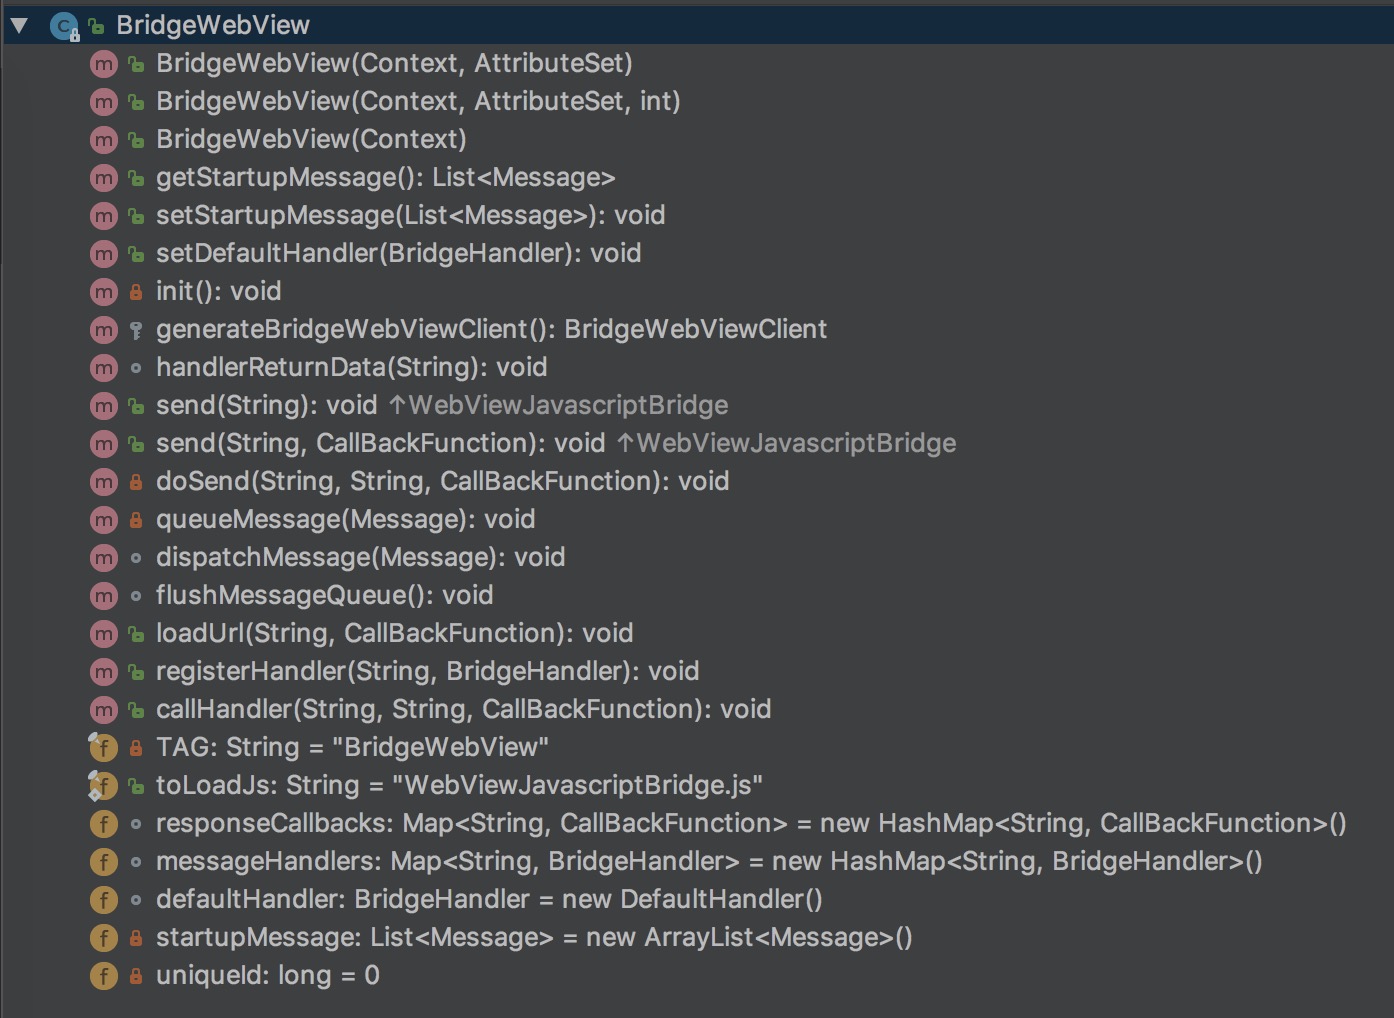 BridgeWebView
BridgeWebView(Context, AttributeSet)
BridgeWebView(Context, AttributeSet, int)
BridgeWebView(Context)
getStartupMessage(): List<Message>
setStartupMessage(List<Message>): void
setDefaultHandler(BridgeHandler): void
init(): void
generateBridgeWebViewClient(): BridgeWebViewClient
handlerReturnData(String): void
send(String): void ↑WebViewJavascriptBridge
send(String, CallBackFunction): void ↑WebViewJavascriptBridge
doSend(String, String, CallBackFunction): void
queueMessage(Message): void
dispatchMessage(Message): void
flushMessageQueue(): void
loadUrl(String, CallBackFunction): void
registerHandler(String, BridgeHandler): void
callHandler(String, String, CallBackFunction): void
TAG: String = "BridgeWebView"
toLoadJs: String = "WebViewJavascriptBridge.js"
responseCallbacks: Map<String, CallBackFunction> = new HashMap<String, CallBackFunction>()
messageHandlers: Map<String, BridgeHandler> = new HashMap<String, BridgeHandler>()
defaultHandler: BridgeHandler = new DefaultHandler()
startupMessage: List<Message> = new ArrayList<Message>()
uniqueId: long = 0